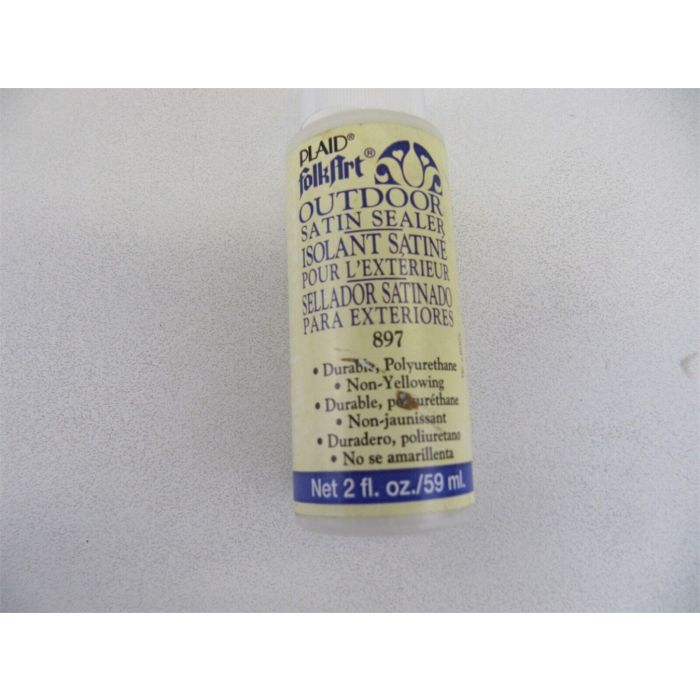 PLAID®
FolkArt®
OUTDOOR
SATIN SEALER
ISOLANT SATINÉ
POUR L'EXTÉRIEUR
SELLADOR SATINADO
PARA EXTERIORES
897
• Durable, Polyurethane
• Non-Yellowing
• Durable, polyuréthane
• Non-jaunissant
• Duradero, poliuretano
• No se amarillenta
Net 2 fl. oz./59 ml.